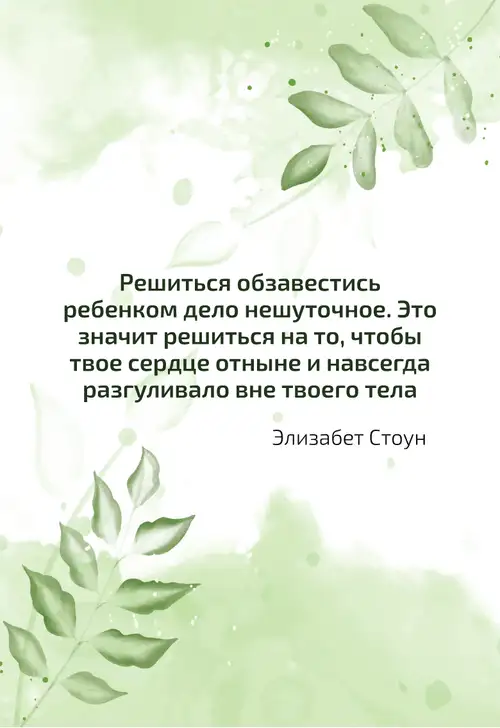 Решиться обзавестись
ребенком дело нешуточное. Это
значит решиться на то, чтобы
твое сердце отныне и навсегда
разгуливало вне твоего тела
Элизабет Стоун